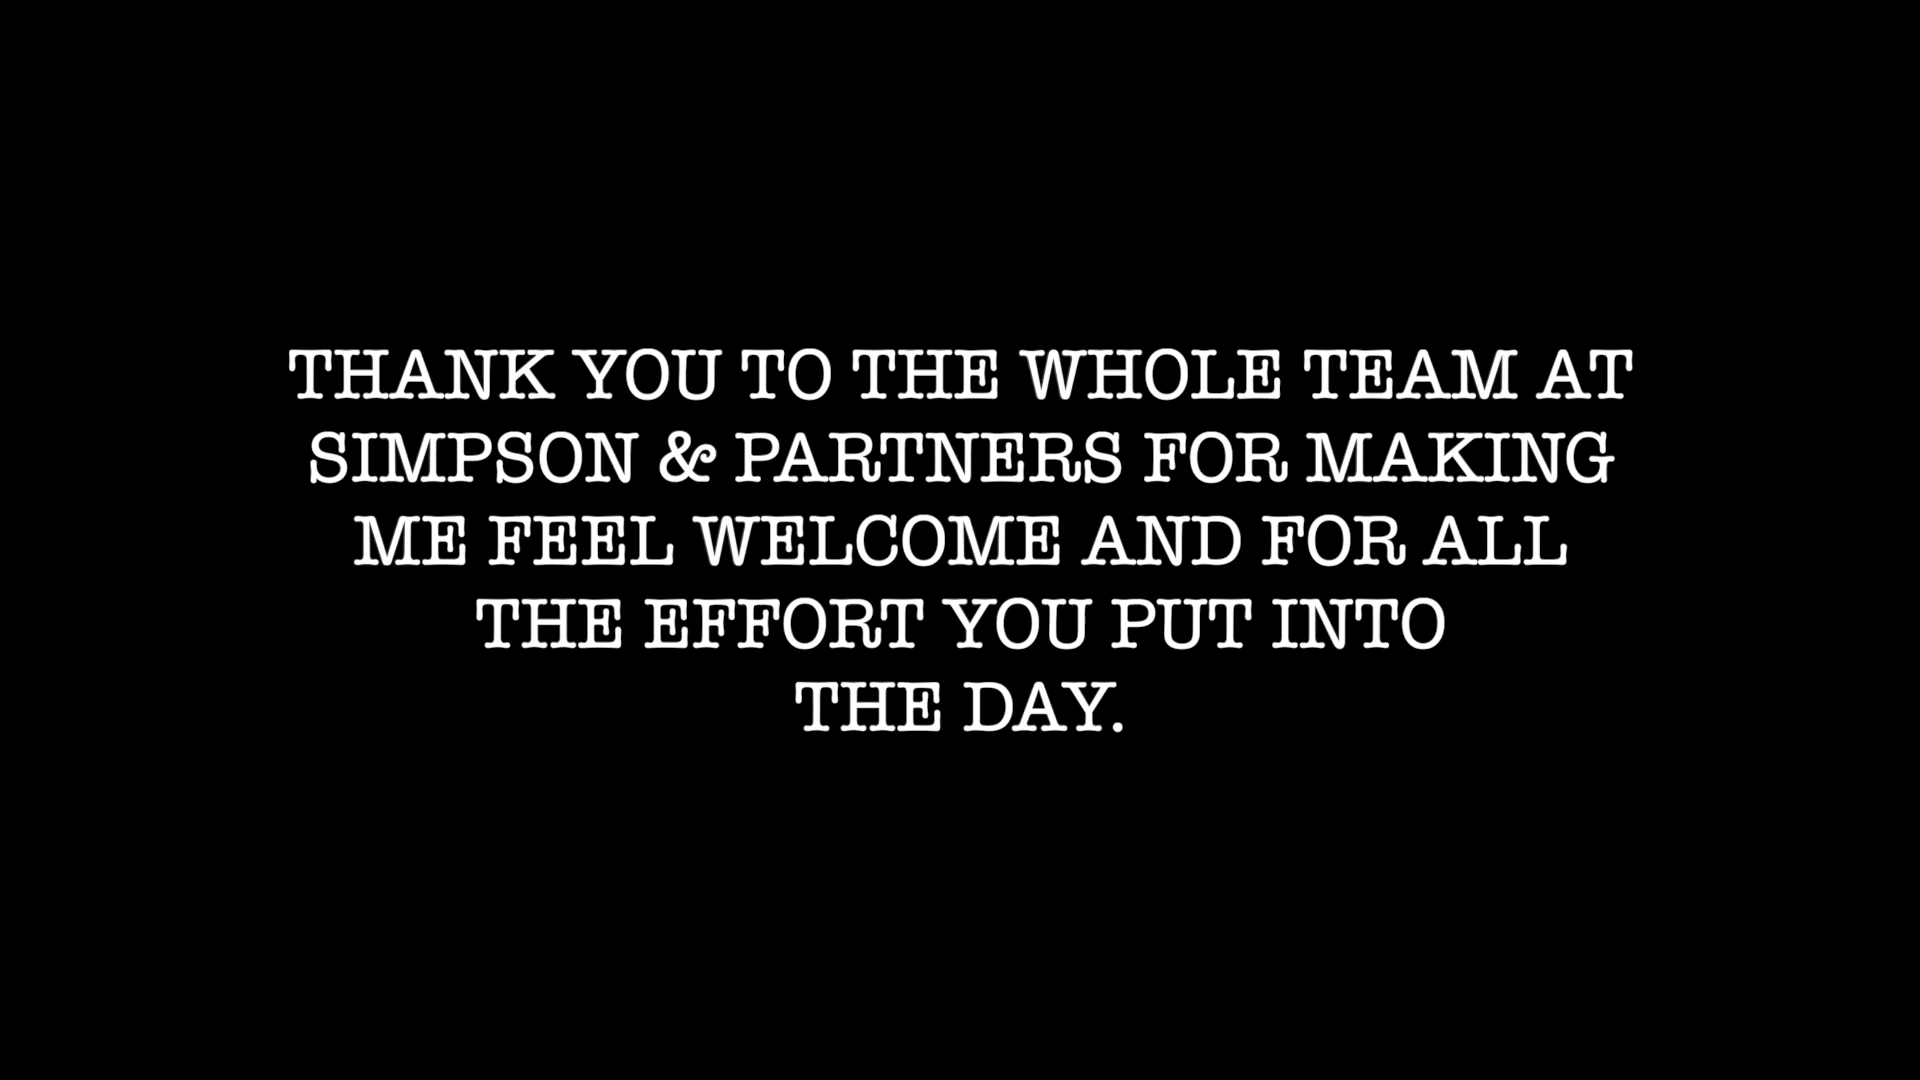 THANK YOU TO THE WHOLE TEAM AT
SIMPSON & PARTNERS FOR MAKING
ME FEEL WELCOME AND FOR ALL
THE EFFORT YOU PUT INTO
THE DAY.